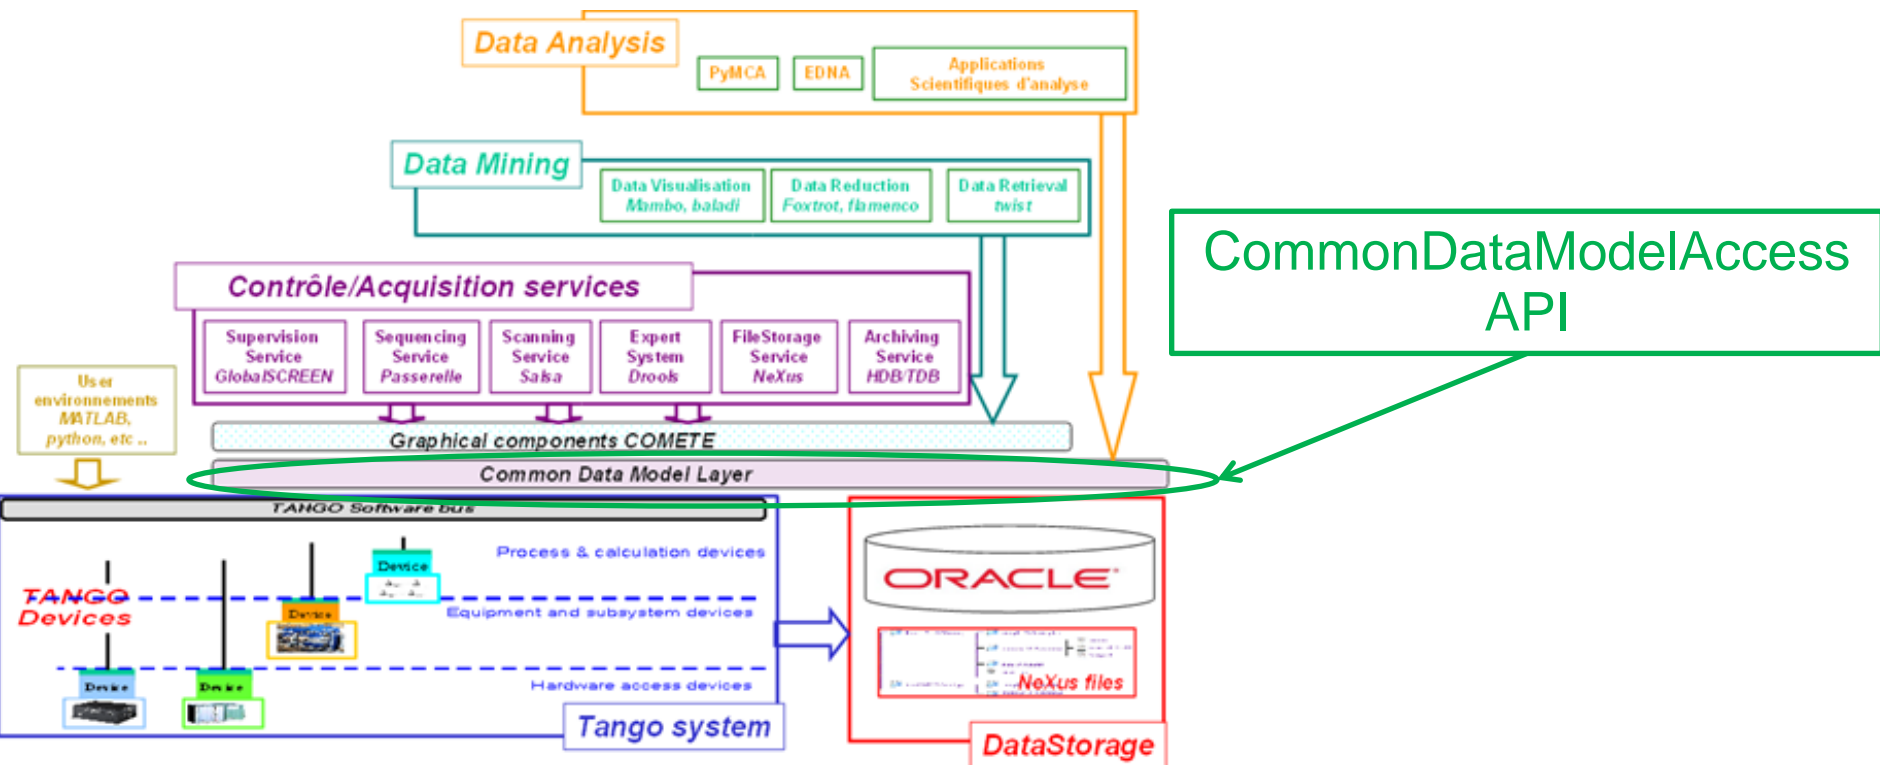 Data Analysis
PyMCA
EDNA
Applications
Scientifiques d'analyse
Data Mining
Data Visualisation
Mambo, baladi
Data Reduction
Foxtrot, flamenco
Data Retrieval
twist
CommonDataModelAccess
API
Contrôle/Acquisition services
Supervision
Service
GlobalSCREEN
Sequencing
Service
Passerelle
Scanning
Service
Salsa
Expert
System
Drools
FileStorage
Service
NeXus
Archiving
Service
HDB/TDB
User
environnements
MATLAB,
python, etc ..
Graphical components COMETE
Common Data Model Layer
TANGO Software bus
Process & calculation devices
Device
TANGO
Devices
Equipment and subsystem devices
Device
Hardware access devices
Device
Device
Tango system
ORACLE
NeXus files
DataStorage